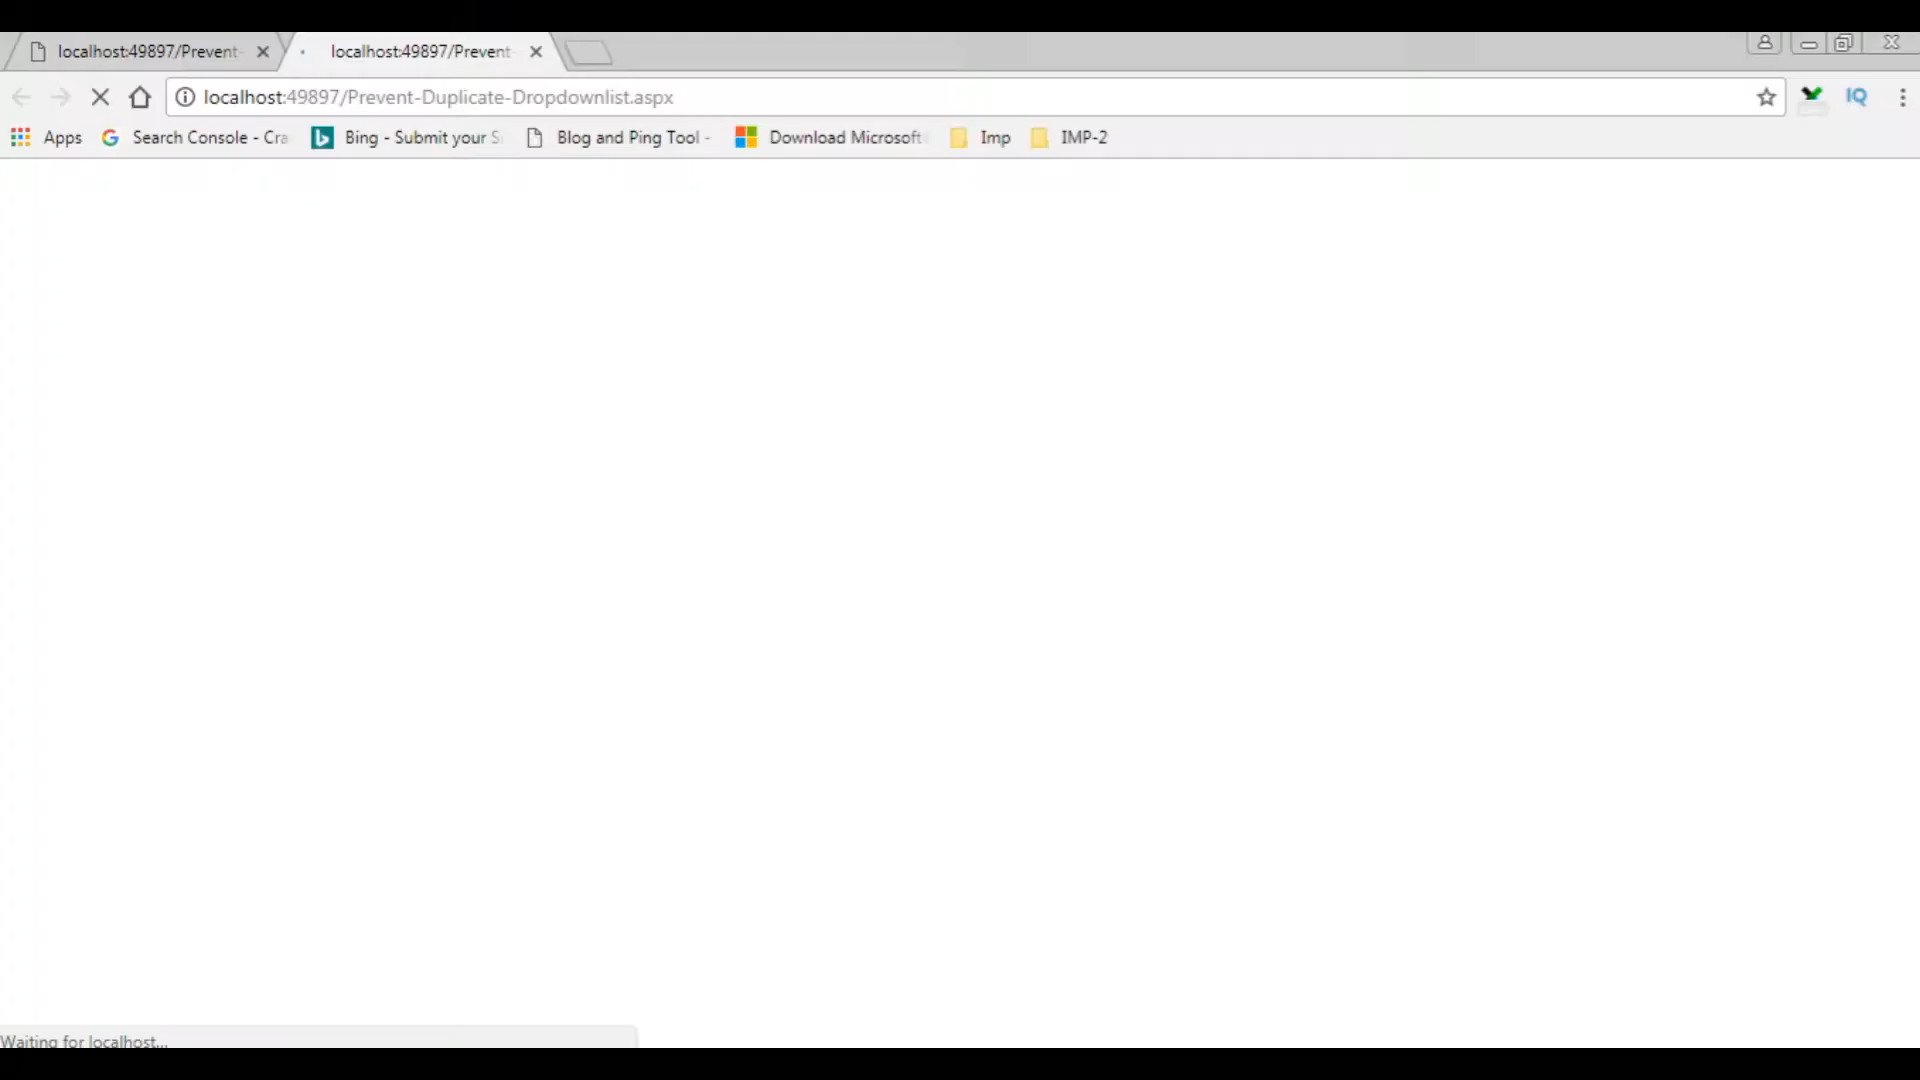 localhost:49897/Prevent-
localhost:49897/Prevent
localhost:49897/Prevent-Duplicate-Dropdownlist.aspx
IQ
Apps
Search Console - Cra
Bing - Submit your S
Blog and Ping Tool -
Download Microsoft
Imp
IMP-2
Waiting for localhost...